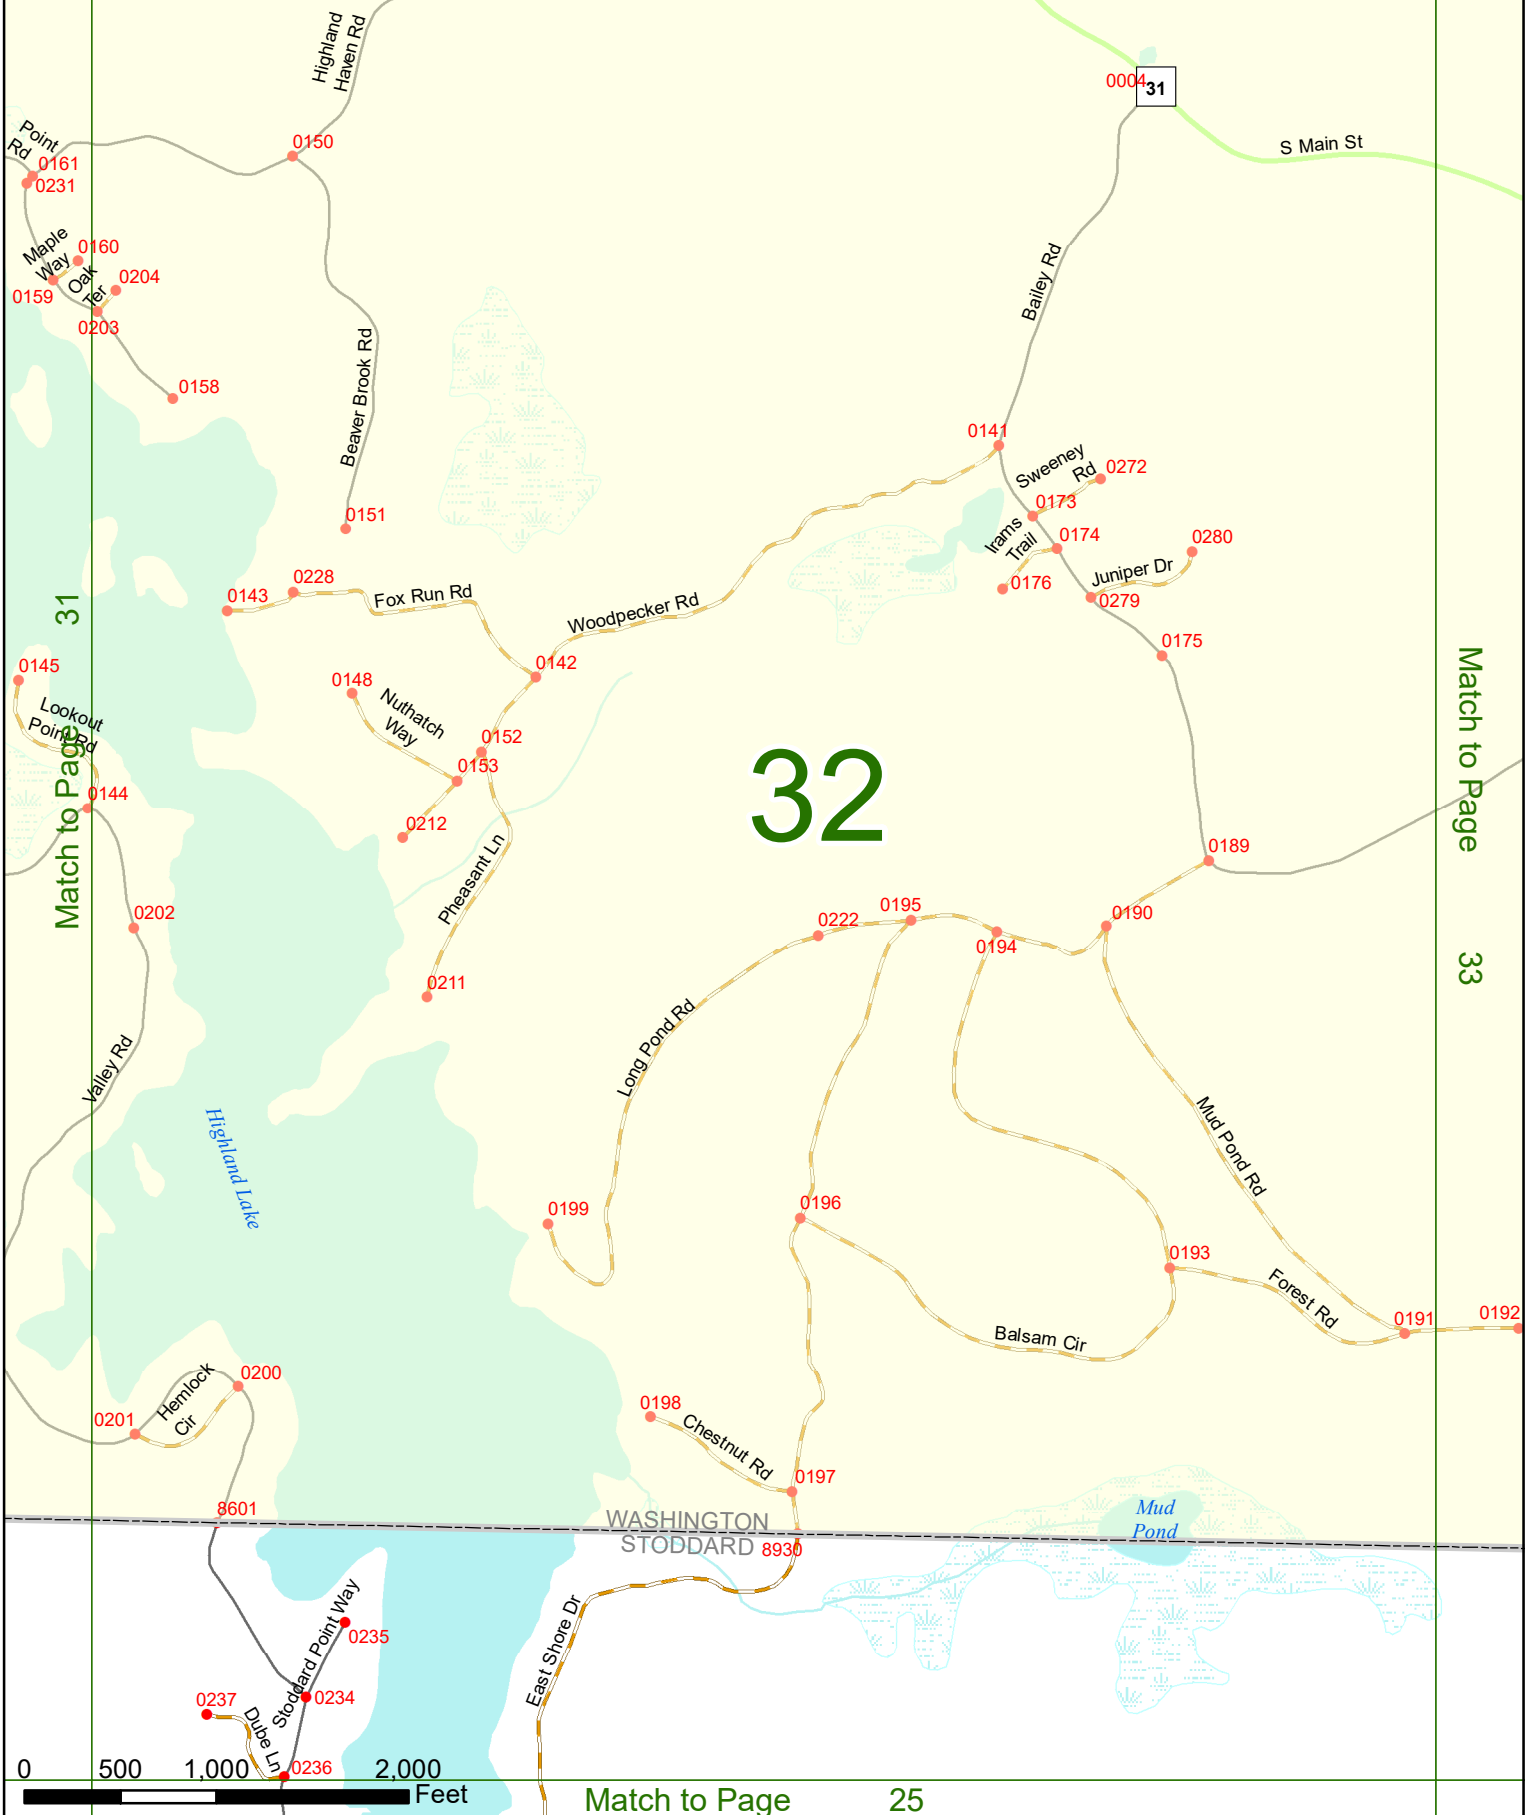 Highland
Haven Rd
0004
31
S Main St
Point
Rd
0150
0161
0231
Maple
Way
0160
Oak
Ter
0204
0159
0203
Bailey Rd
Beaver Brook Rd
0158
0141
Sweeney
Rd
0272
0151
0173
Irams
Trail
0174
0280
Juniper Dr
0176
0279
0143
0228
Fox Run Rd
Woodpecker Rd
0175
Match to Page 31
0145
0142
0148
Nuthatch
Way
Lookout
Point Rd
0152
0153
0144
32
Match to Page 33
0212
Pheasant Ln
0189
0202
0195
0222
0190
0194
0211
Long Pond Rd
Valley Rd
Highland Lake
Mud Pond Rd
0199
0196
0193
Forest Rd
0191
0192
Balsam Cir
Hemlock
Cir
0200
0201
0198
Chestnut Rd
0197
8601
WASHINGTON
STODDARD
8930
Mud
Pond
Stoddard Point Way
0235
East Shore Dr
0237
0234
Dube Ln
0236
0 500 1,000 2,000
Feet
Match to Page 25